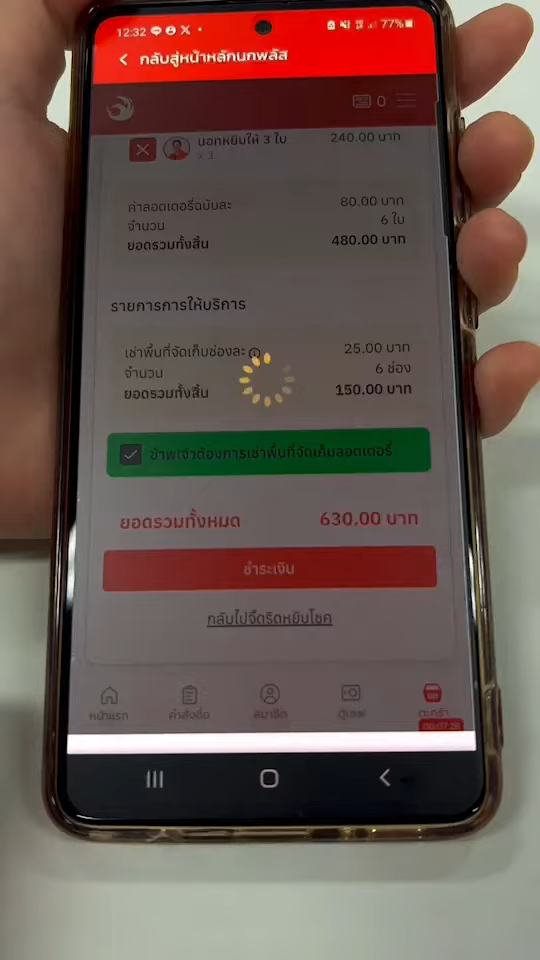 12:32
77%
กลับสู่หน้าหลักนกพลัส
0
นอทหยิบให้ 3 ใบ 240.00 บาท
x 3
ค่าลอตเตอรี่ฉบับละ 80.00 บาท
จำนวน 6 ใบ
ยอดรวมทั้งสิ้น 480.00 บาท
รายการการให้บริการ
เช่าพื้นที่จัดเก็บช่องละ 25.00 บาท
จำนวน 6 ช่อง
ยอดรวมทั้งสิ้น 150.00 บาท
ข้าพเจ้าต้องการเช่าพื้นที่จัดเก็บลอตเตอรี่
ยอดรวมทั้งหมด 630.00 บาท
ชำระเงิน
กลับไปจี๊ดริดหยิบโชค
หน้าแรก คำสั่งซื้อ สมาชิก ตู้เซฟ ตะกร้า
00:07:28